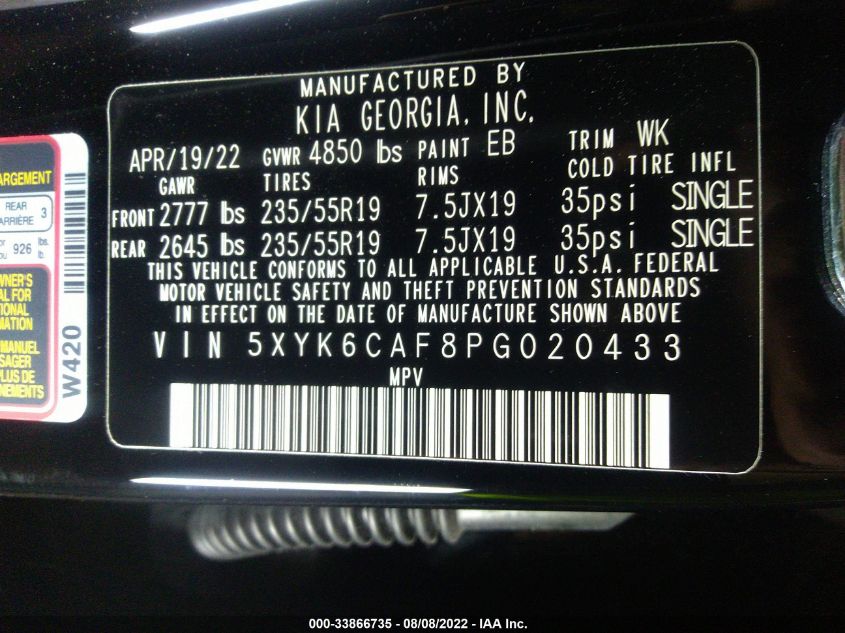 MANUFACTURED BY
KIA GEORGIA, INC.
APR/19/22 GVWR 4850 lbs PAINT EB TRIM WK
GAWR TIRES RIMS COLD TIRE INFL
FRONT 2777 lbs 235/55R19 7.5JX19 35psi SINGLE
REAR 2645 lbs 235/55R19 7.5JX19 35psi SINGLE
THIS VEHICLE CONFORMS TO ALL APPLICABLE U.S.A. FEDERAL
MOTOR VEHICLE SAFETY AND THEFT PREVENTION STANDARDS
IN EFFECT ON THE DATE OF MANUFACTURE SHOWN ABOVE.
VIN 5XYK6CAF8PG020433
MPV
REAR
3
926 lbs.
W420
000-33866735 - 08/08/2022 - IAA Inc.